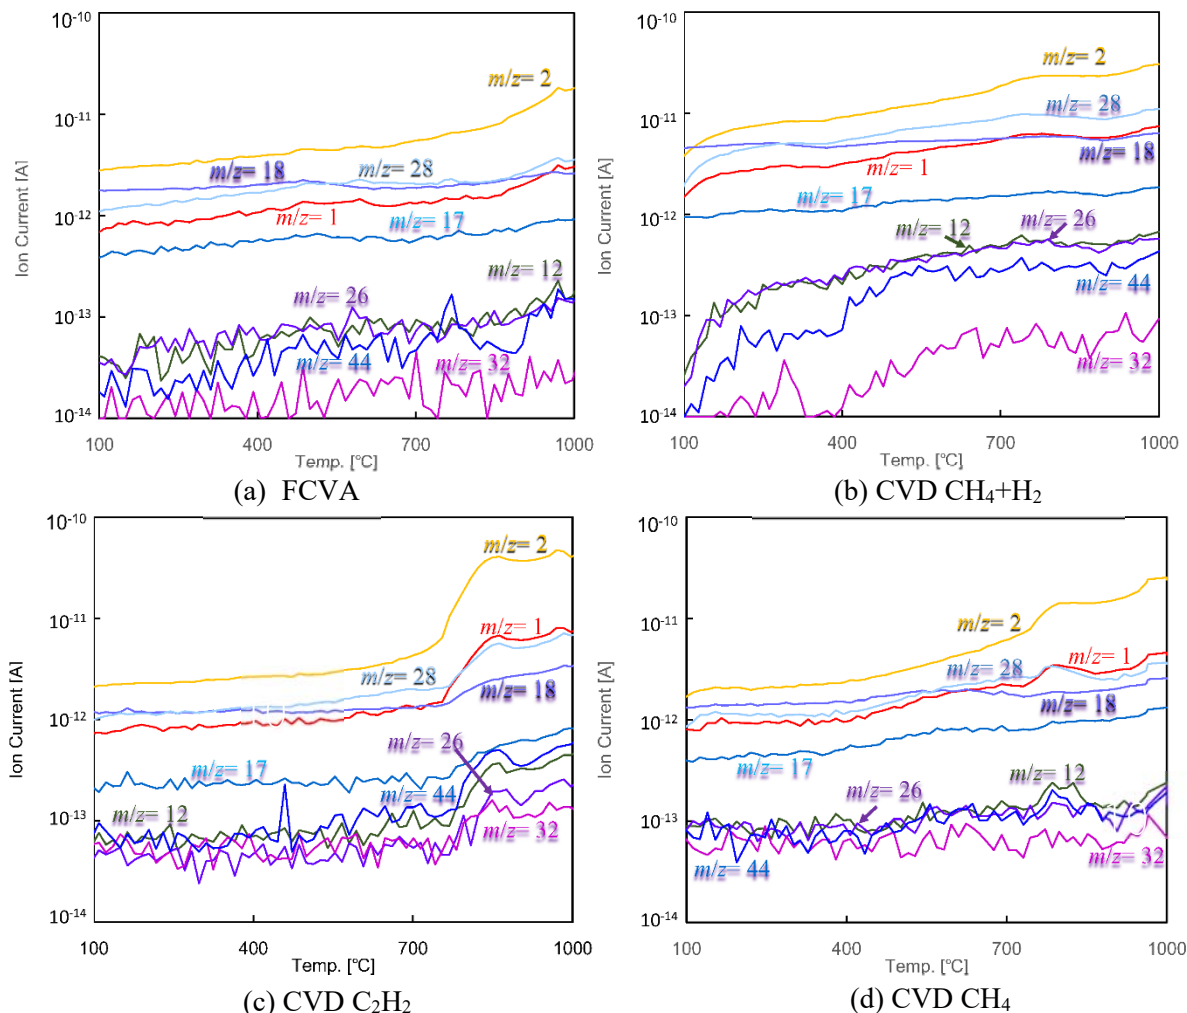 10-10
m/z= 2
10-11
m/z= 18
m/z= 28
10-12
m/z= 1
m/z= 17
m/z= 12
m/z= 26
10-13
m/z= 44
m/z= 32
10-14
100 400 700 1000
Ion Current [A]
Temp. [℃]
(a) FCVA
10-10
m/z= 2
m/z= 28
10-11
m/z= 18
m/z= 1
m/z= 17
10-12
m/z= 26
m/z= 12
m/z= 44
10-13
m/z= 32
10-14
100 400 700 1000
Ion Current [A]
Temp. [℃]
(b) CVD CH4+H2
10-10
m/z= 2
10-11
m/z= 1
m/z= 28
m/z= 18
10-12
m/z= 26
m/z= 17
m/z= 44
m/z= 12
10-13
m/z= 32
10-14
100 400 700 1000
Ion Current [A]
Temp. [℃]
(c) CVD C2H2
10-10
10-11
m/z= 2
m/z= 1
m/z= 28
m/z= 18
10-12
m/z= 17
m/z= 12
m/z= 26
10-13
m/z= 32
m/z= 44
10-14
100 400 700 1000
Ion Current [A]
Temp. [℃]
(d) CVD CH4